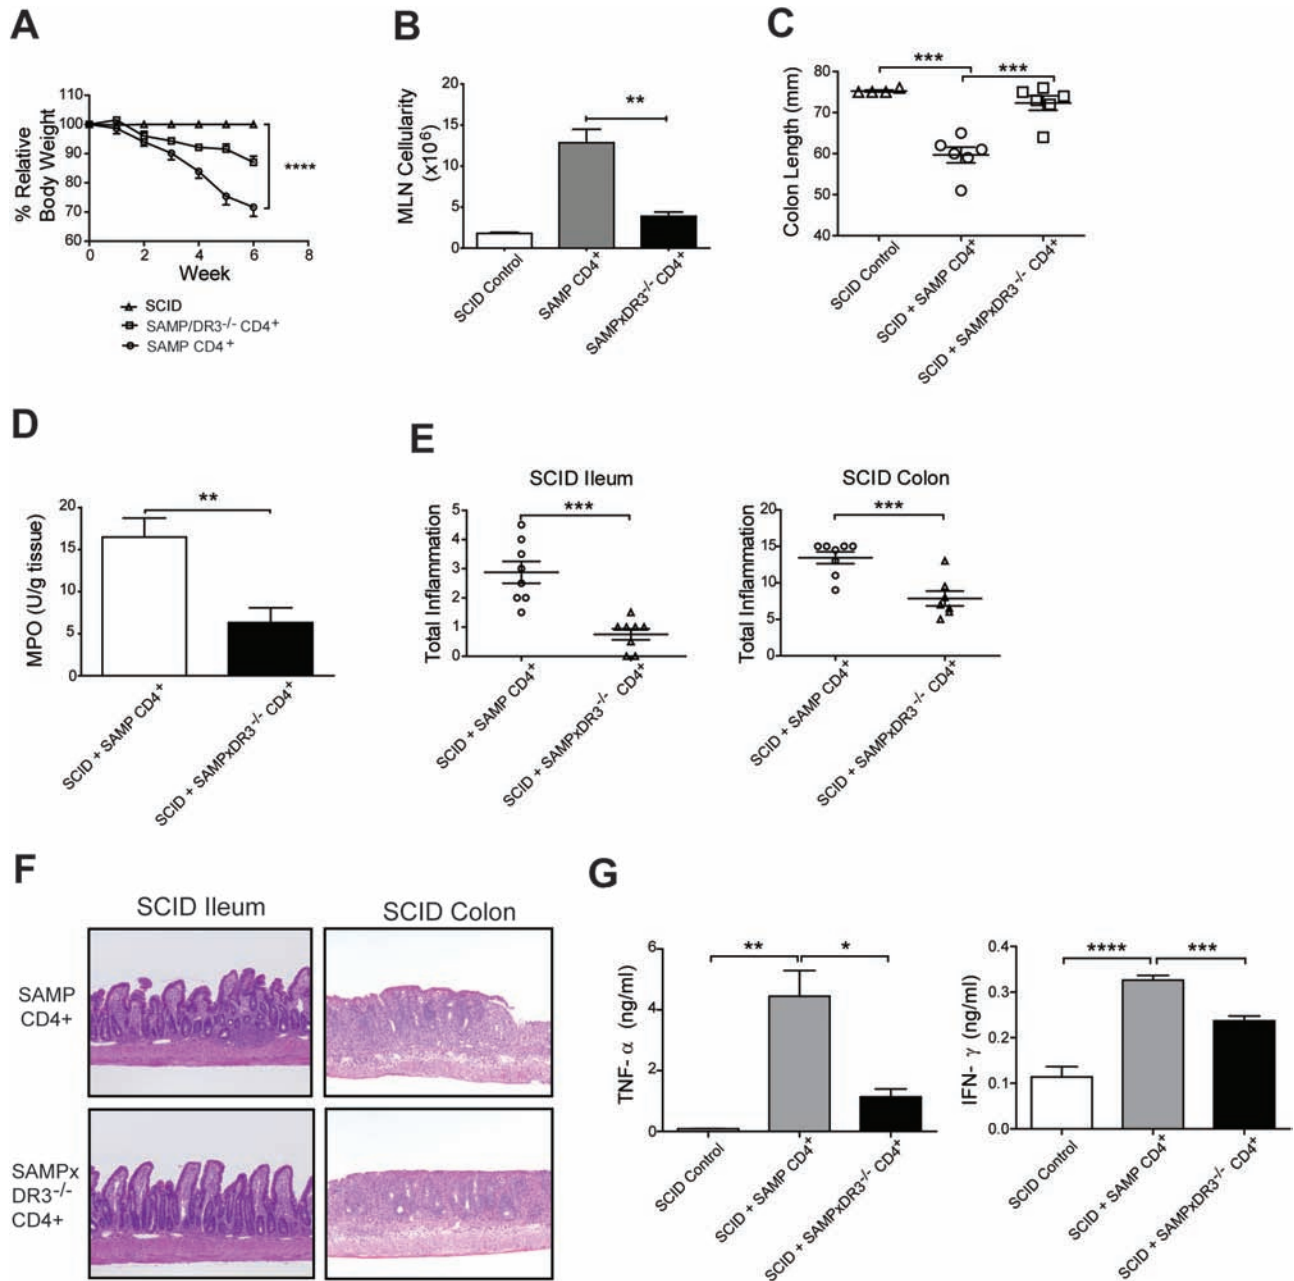 A
110
100
90
80
70
60
% Relative
Body Weight
****
0
2
4
6
8
Week
SCID
SAMP/DR3-/- CD4+
SAMP CD4+
B
20
15
10
5
0
MLN Cellularity
(x10⁶)
**
SCID Control
SAMP CD4+
SAMPxDR3-/- CD4+
C
80
70
60
50
40
Colon Length (mm)
***
***
SCID Control
SCID + SAMP CD4+
SCID + SAMPxDR3-/- CD4+
D
20
15
10
5
0
MPO (U/g tissue)
**
SCID + SAMP CD4+
SCID + SAMPxDR3-/- CD4+
E
SCID Ileum
5
4
3
2
1
0
Total Inflammation
***
SCID + SAMP CD4+
SCID + SAMPxDR3-/- CD4+
SCID Colon
20
15
10
5
0
Total Inflammation
***
SCID + SAMP CD4+
SCID + SAMPxDR3-/- CD4+
F
SCID Ileum
SCID Colon
SAMP
CD4+
SAMPx
DR3-/-
CD4+
G
6
4
2
0
TNF- α (ng/ml)
**
*
SCID Control
SCID + SAMP CD4+
SCID + SAMPxDR3-/- CD4+
0.4
0.3
0.2
0.1
0.0
IFN- γ (ng/ml)
****
***
SCID Control
SCID + SAMP CD4+
SCID + SAMPxDR3-/- CD4+